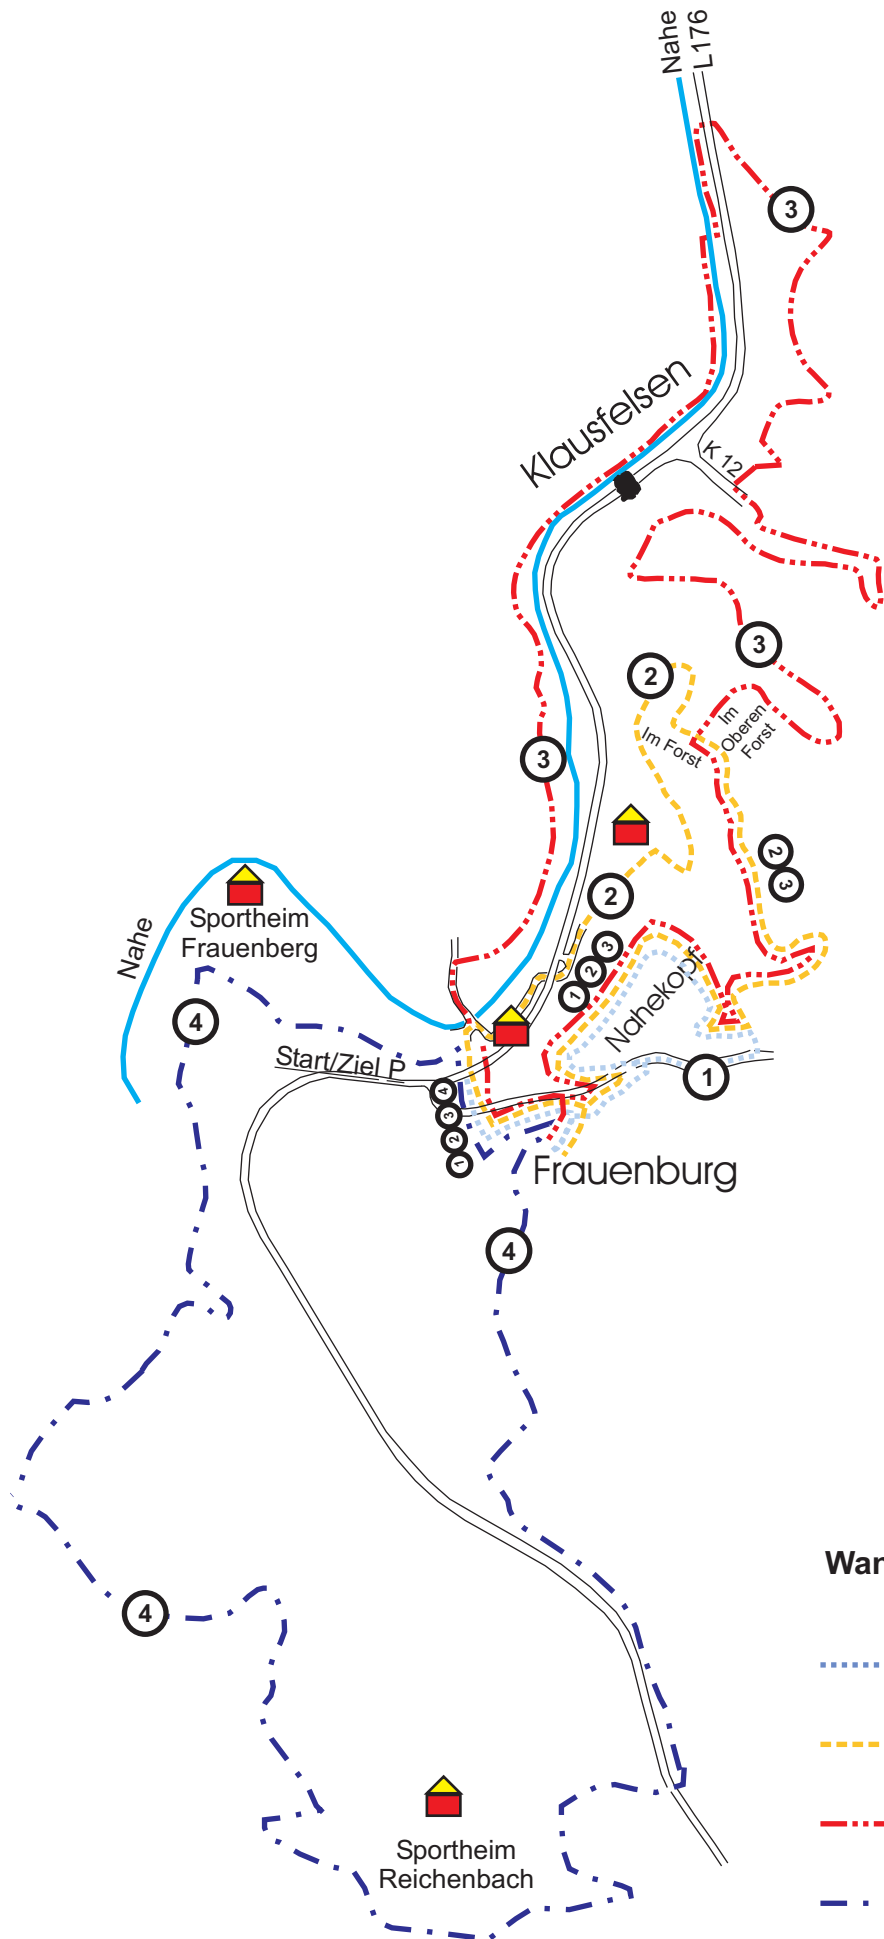 Nahe
L176
3
Klausfelsen
K 12
3
2
Im
Oberen
Forst
Im Forst
3
2
3
2
Sportheim
Frauenberg
Nahe
3
2
1
Nahekopf
4
Start/Ziel P
1
4
3
2
1
Frauenburg
4
Wan
4
Sportheim
Reichenbach